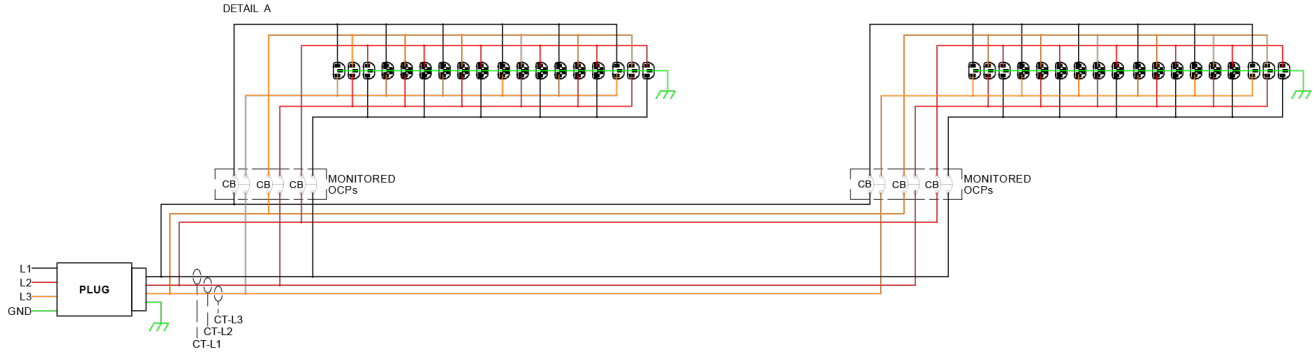 DETAIL A
CB
CB
CB
MONITORED
OCPs
CB
CB
CB
MONITORED
OCPs
L1
L2
L3
GND
PLUG
CT-L3
CT-L2
CT-L1